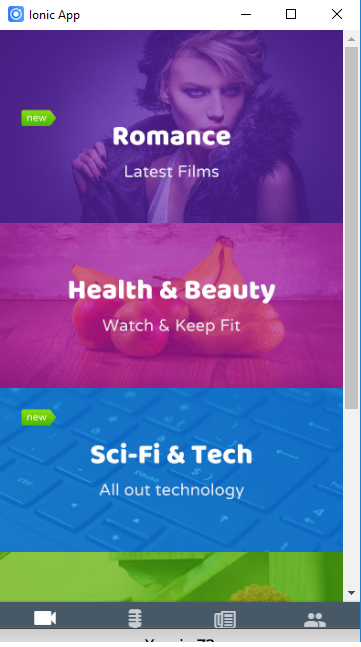 Ionic App
new
Romance
Latest Films
Health & Beauty
Watch & Keep Fit
new
Sci-Fi & Tech
All out technology